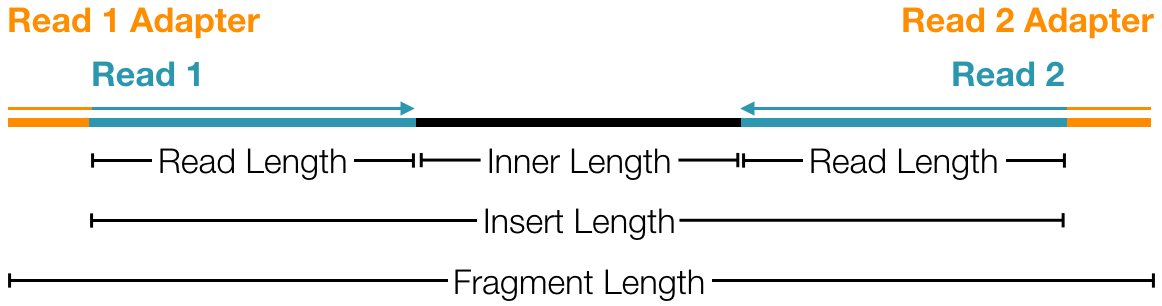 Read 1 Adapter Read 2 Adapter
Read 1 Read 2
Read Length Inner Length Read Length
Insert Length
Fragment Length